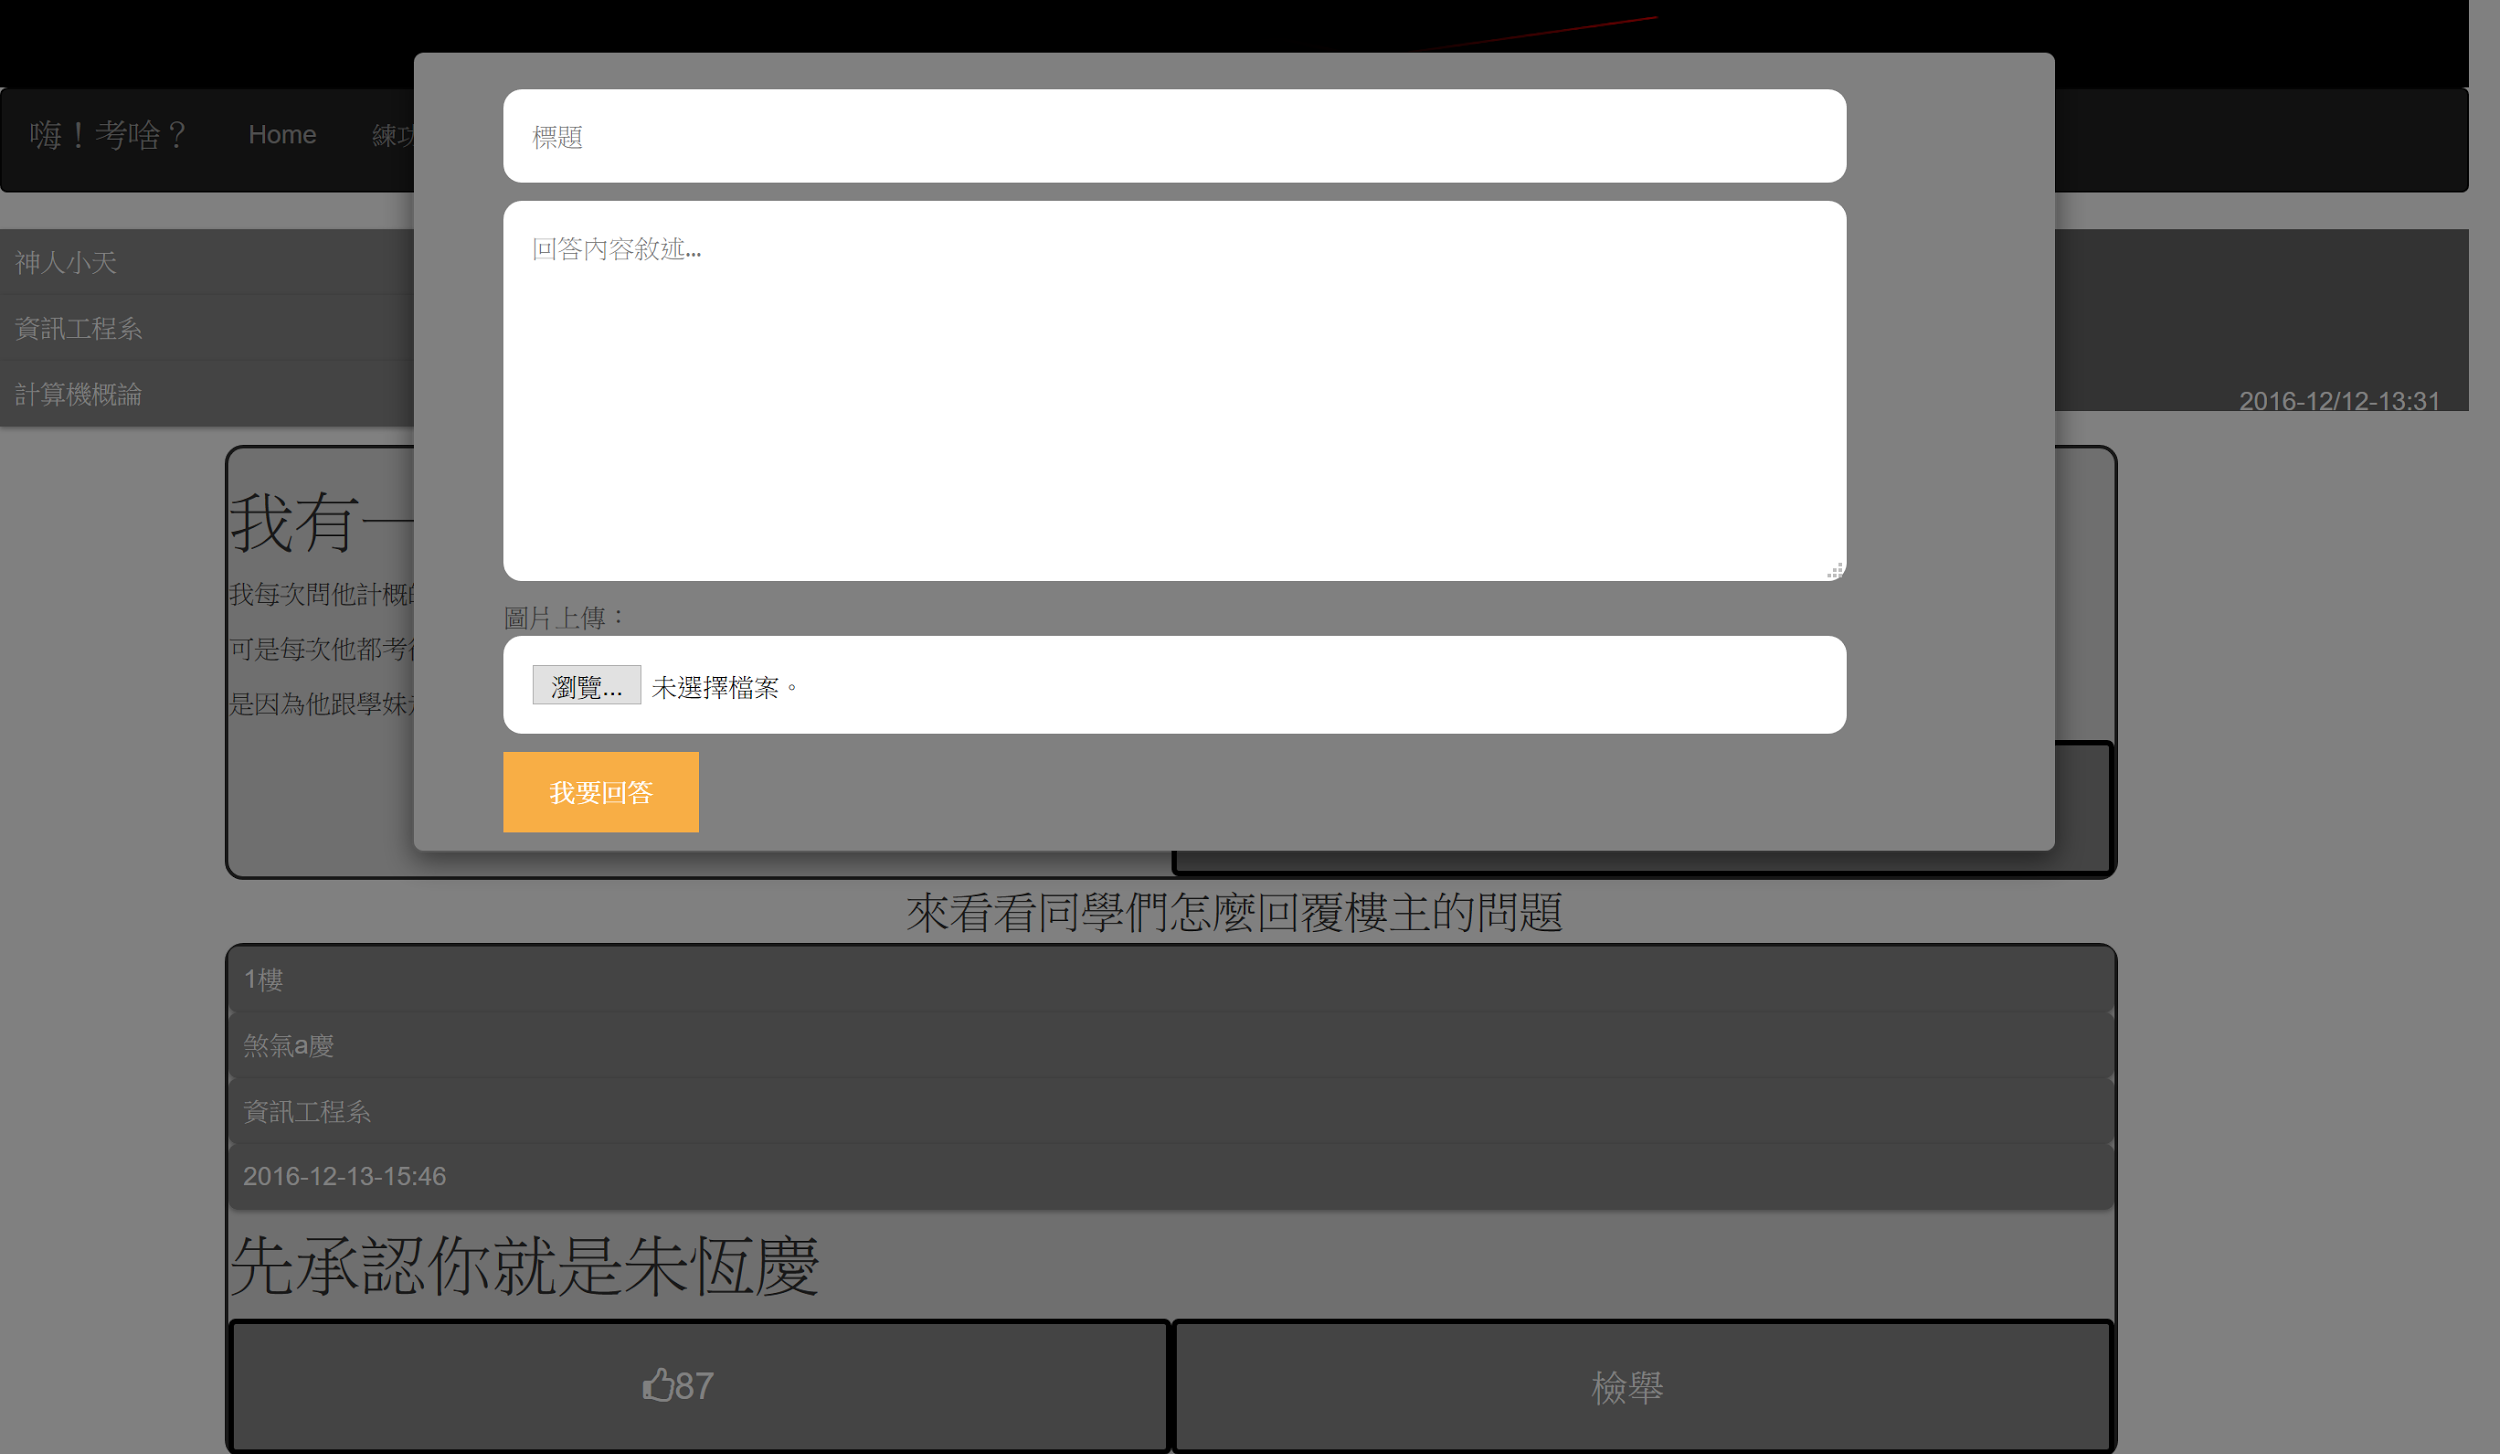 嗨！考啥？ Home 練功
標題
回答內容敘述...
神人小天
資訊工程系
計算機概論
2016-12/12-13:31
我有一
我每次問他計概
可是每次他都考
是因為他跟學妹
圖片上傳：
瀏覽... 未選擇檔案。
我要回答
來看看同學們怎麼回覆樓主的問題
1樓
煞氣a慶
資訊工程系
2016-12-13-15:46
先承認你就是朱恆慶
87 檢舉